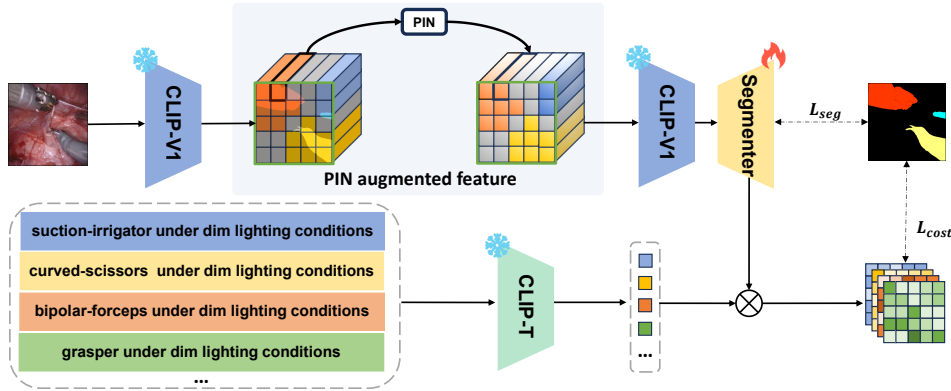 PIN
CLIP-V1
PIN augmented feature
CLIP-V1
Segmenter
L_seg
L_cost
suction-irrigator under dim lighting conditions
curved-scissors under dim lighting conditions
bipolar-forceps under dim lighting conditions
grasper under dim lighting conditions
...
CLIP-T
...